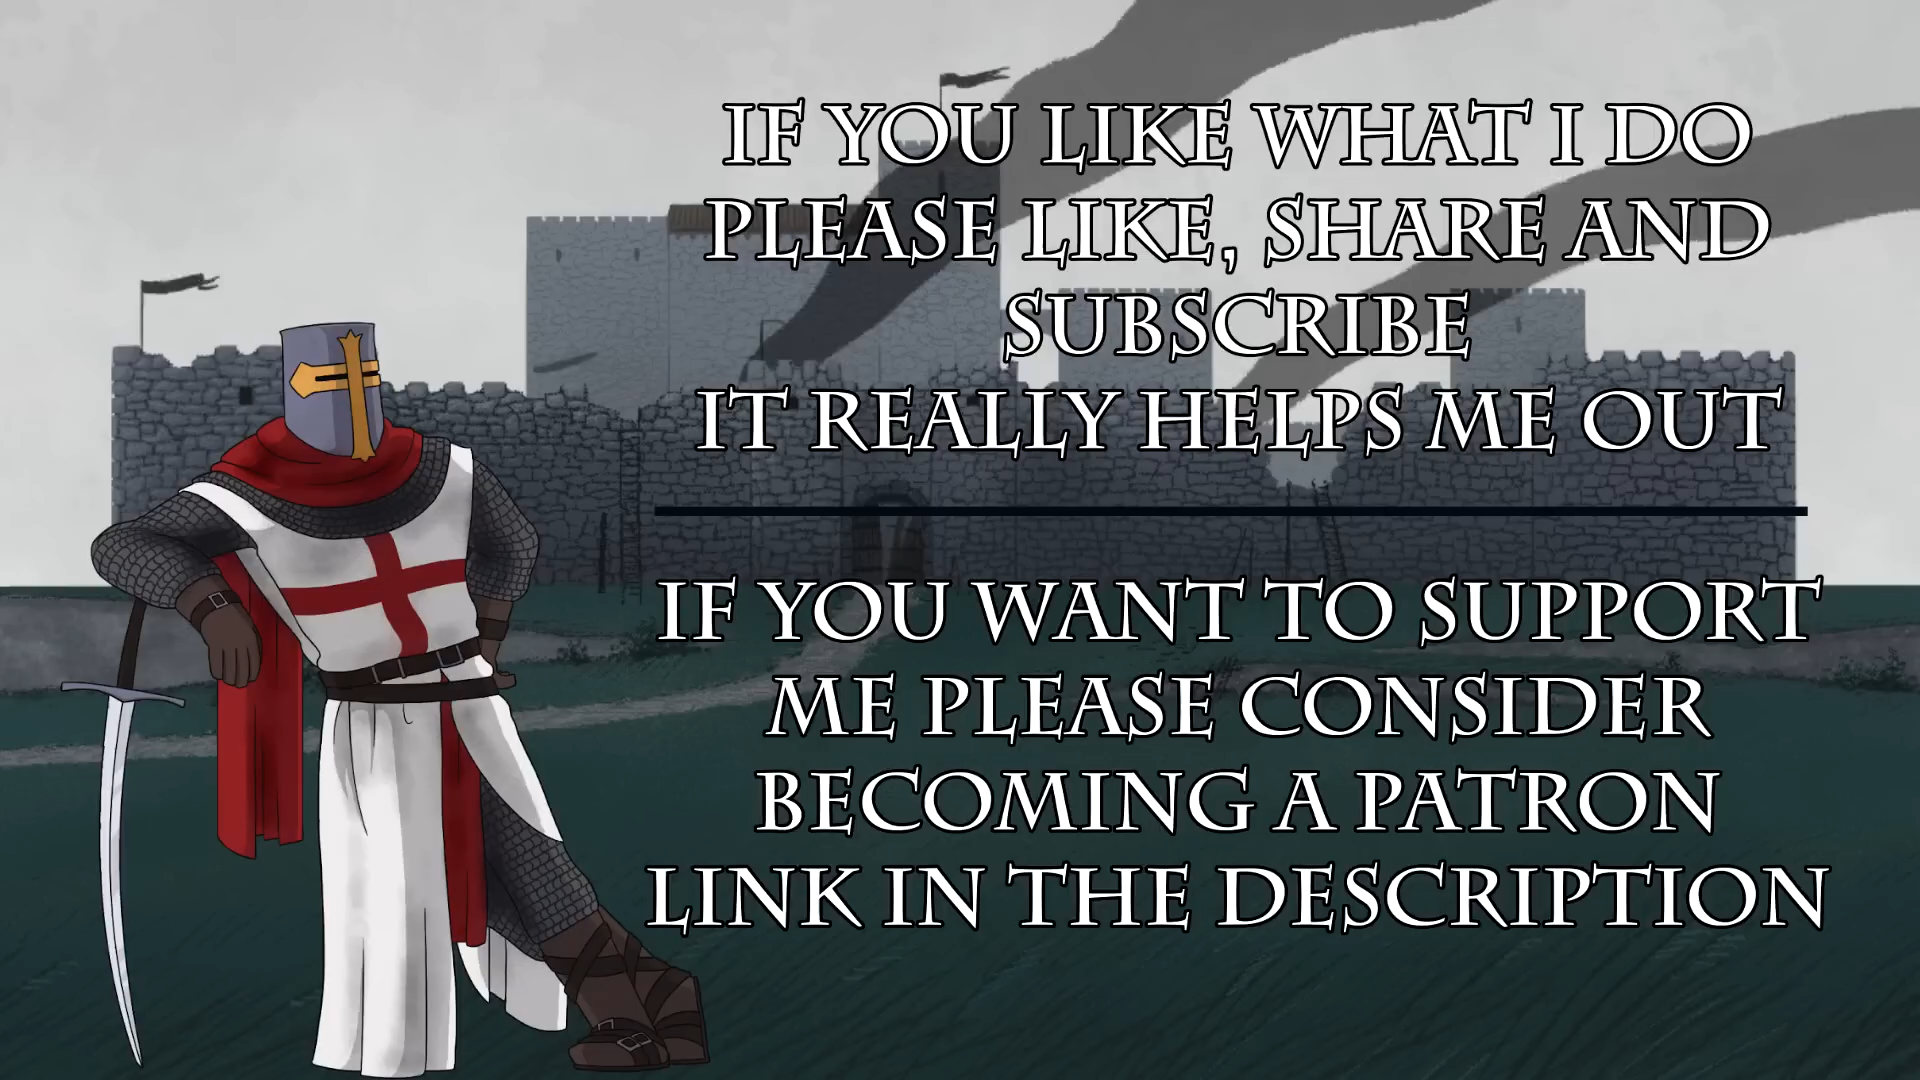 IF YOU LIKE WHAT I DO
PLEASE LIKE, SHARE AND
SUBSCRIBE
IT REALLY HELPS ME OUT
IF YOU WANT TO SUPPORT
ME PLEASE CONSIDER
BECOMING A PATRON
LINK IN THE DESCRIPTION